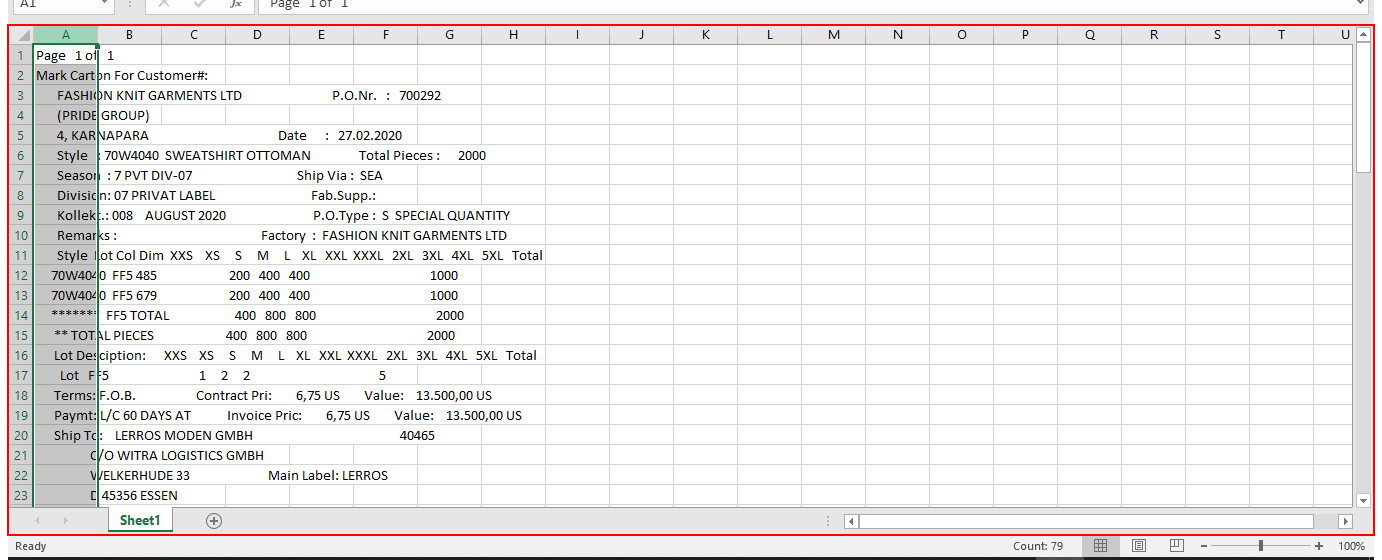 A1 fx Page 1 of 1
A B C D E F G H I J K L M N O P Q R S T U
1 Page 1 of 1
2 Mark Carton For Customer#:
3 FASHION KNIT GARMENTS LTD P.O.Nr. : 700292
4 (PRIDE GROUP)
5 4, KARNAPARA Date : 27.02.2020
6 Style : 70W4040 SWEATSHIRT OTTOMAN Total Pieces : 2000
7 Season : 7 PVT DIV-07 Ship Via : SEA
8 Division: 07 PRIVAT LABEL Fab.Supp.:
9 Kollekt.: 008 AUGUST 2020 P.O.Type : S SPECIAL QUANTITY
10 Remarks : Factory : FASHION KNIT GARMENTS LTD
11 Style Lot Col Dim XXS XS S M L XL XXL XXXL 2XL 3XL 4XL 5XL Total
12 70W4040 FF5 485 200 400 400 1000
13 70W4040 FF5 679 200 400 400 1000
14 ******* FF5 TOTAL 400 800 800 2000
15 ** TOTAL PIECES 400 800 800 2000
16 Lot Desciption: XXS XS S M L XL XXL XXXL 2XL 3XL 4XL 5XL Total
17 Lot FF5 1 2 2 5
18 Terms: F.O.B. Contract Pri: 6,75 US Value: 13.500,00 US
19 Paymt: L/C 60 DAYS AT Invoice Pric: 6,75 US Value: 13.500,00 US
20 Ship To: LERROS MODEN GMBH 40465
21 C/O WITRA LOGISTICS GMBH
22 WELKERHUDE 33 Main Label: LERROS
23 D 45356 ESSEN
Sheet1
Ready Count: 79 100%